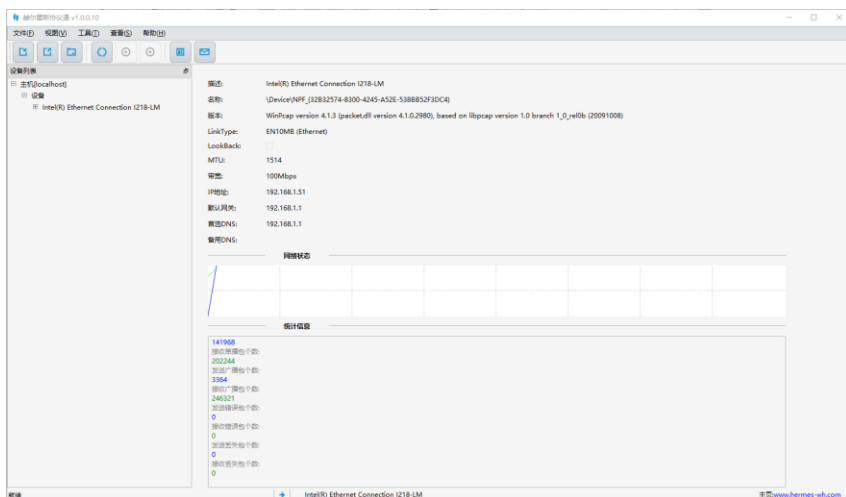 赫尔墨斯协议通 v1.0.0.10
文件(F) 视图(V) 工具(T) 查看(S) 帮助(H)
设备列表
主机[localhost]
设备
Intel(R) Ethernet Connection I218-LM
描述: Intel(R) Ethernet Connection I218-LM
名称: \Device\NPF_{32B32574-8300-4245-A52E-538BB52F3DC4}
版本: WinPcap version 4.1.3 (packet.dll version 4.1.0.2980), based on libpcap version 1.0 branch 1_0_rel0b (20091008)
LinkType: EN10MB (Ethernet)
LookBack:
MTU: 1514
带宽: 100Mbps
IP地址: 192.168.1.51
默认网关: 192.168.1.1
首选DNS: 192.168.1.1
备用DNS:
网络状态
统计信息
141968
接收单播包个数:
202244
发送广播包个数:
3364
接收广播包个数:
246321
发送错误包个数:
0
接收错误包个数:
0
发送丢失包个数:
0
接收丢失包个数:
0
就绪 Intel(R) Ethernet Connection I218-LM 主页:www.hermes-wh.com